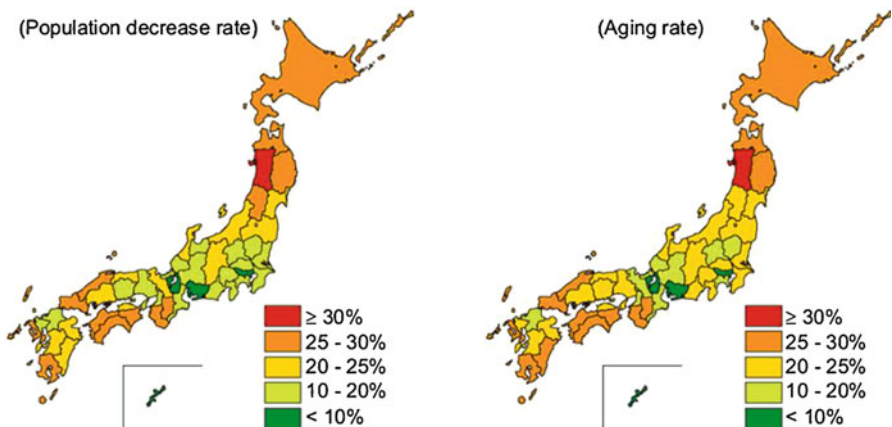 (Population decrease rate)
(Aging rate)
≥ 30%
25 - 30%
20 - 25%
10 - 20%
< 10%
≥ 30%
25 - 30%
20 - 25%
10 - 20%
< 10%